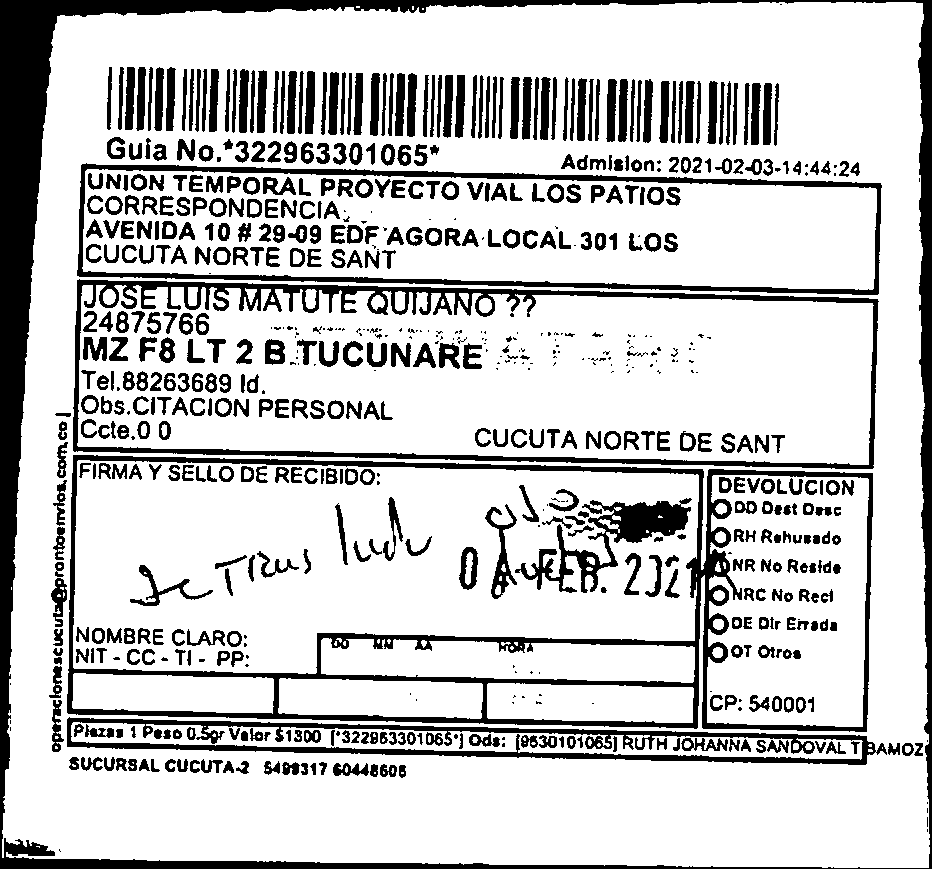 Guia No.*322963301065*
Admision: 2021-02-03-14:44:24
UNION TEMPORAL PROYECTO VIAL LOS PATIOS
CORRESPONDENCIA
AVENIDA 10 # 29-09 EDF AGORA LOCAL 301 LOS
CUCUTA NORTE DE SANT
JOSE LUIS MATUTE QUIJANO ??
24875766
MZ F8 LT 2 B.TUCUNARE
Tel.88263689 Id.
Obs.CITACION PERSONAL
Ccte.0 0
CUCUTA NORTE DE SANT
operacionescucuta@prontoenvios.com.co |
FIRMA Y SELLO DE RECIBIDO:
FEB. 2021
NOMBRE CLARO:
NIT - CC - TI - PP:
DD MM AA HORA
DEVOLUCION
DD Dest Desc
RH Rehusado
NR No Reside
NRC No Recl
DE Dir Errada
OT Otros
CP: 540001
Piezas 1 Peso 0.5gr Valor $1300 [*322963301065*] Ods: [9630101065] RUTH JOHANNA SANDOVAL T BAMOZ
SUCURSAL CUCUTA-2 5499317 60448606